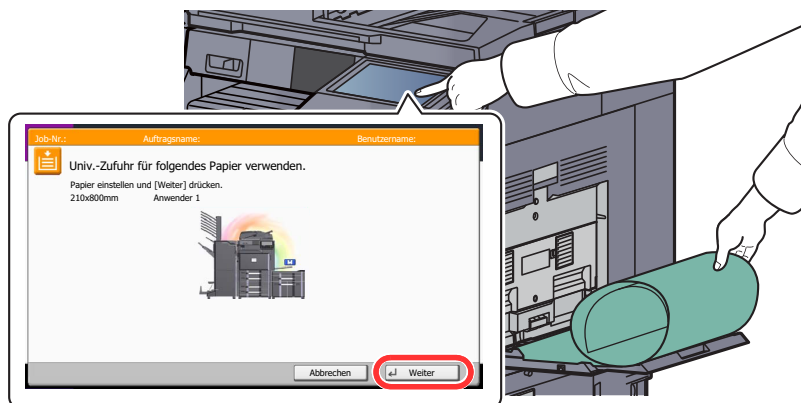 Job-Nr.: Auftragsname: Benutzername:
Univ.-Zufuhr für folgendes Papier verwenden.
Papier einstellen und [Weiter] drücken.
210x800mm Anwender 1
Abbrechen Weiter